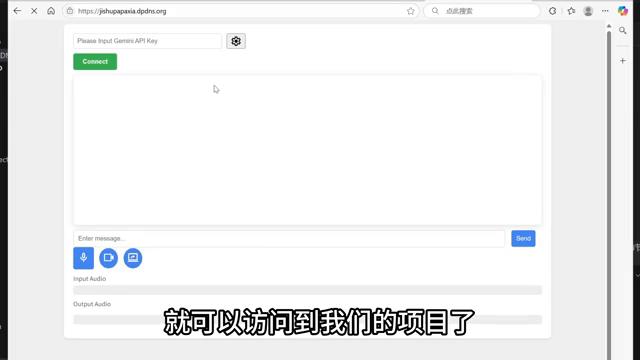 https://jishupapaxia.dpdns.org
点此搜索
Please Input Gemini API Key
Connect
Enter message...
Send
Input Audio
Output Audio
就可以访问到我们的项目了